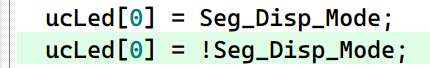 ucLed[0] = Seg_Disp_Mode;
ucLed[0] = !Seg_Disp_Mode;